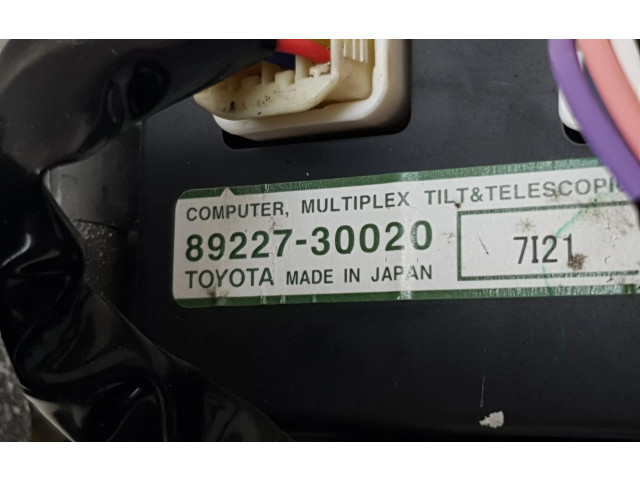 COMPUTER, MULTIPLEX TILT&TELESCOPI
89227-30020
7I21
TOYOTA MADE IN JAPAN